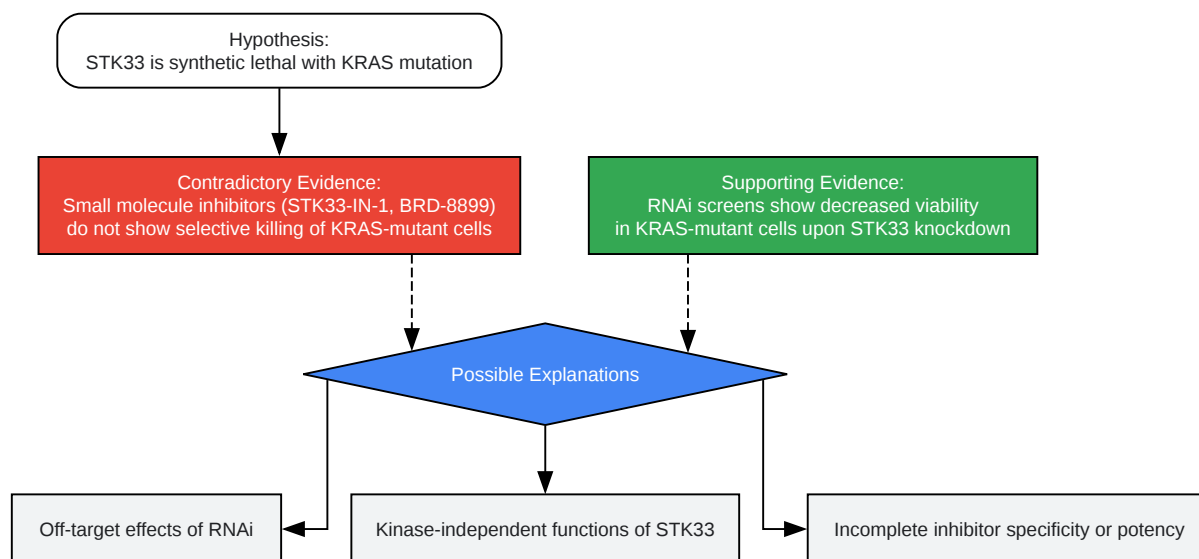 Hypothesis:
STK33 is synthetic lethal with KRAS mutation
Contradictory Evidence:
Small molecule inhibitors (STK33-IN-1, BRD-8899)
do not show selective killing of KRAS-mutant cells
Supporting Evidence:
RNAi screens show decreased viability
in KRAS-mutant cells upon STK33 knockdown
Possible Explanations
Off-target effects of RNAi
Kinase-independent functions of STK33
Incomplete inhibitor specificity or potency